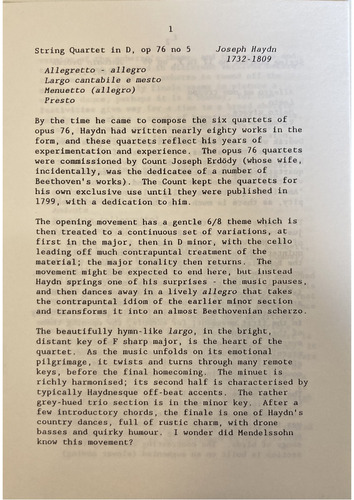 1
String Quartet in D, op 76 no 5 Joseph Haydn
1732-1809
Allegretto - allegro
Largo cantabile e mesto
Menuetto (allegro)
Presto
By the time he came to compose the six quartets of
opus 76, Haydn had written nearly eighty works in the
form, and these quartets reflect his years of
experimentation and experience. The opus 76 quartets
were commissioned by Count Joseph Erdödy (whose wife,
incidentally, was the dedicatee of a number of
Beethoven's works). The Count kept the quartets for
his own exclusive use until they were published in
1799, with a dedication to him.
The opening movement has a gentle 6/8 theme which is
then treated to a continuous set of variations, at
first in the major, then in D minor, with the cello
leading off much contrapuntal treatment of the
material; the major tonality then returns. The
movement might be expected to end here, but instead
Haydn springs one of his surprises - the music pauses,
and then dances away in a lively allegro that takes
the contrapuntal idiom of the earlier minor section
and transforms it into an almost Beethovenian scherzo.
The beautifully hymn-like largo, in the bright,
distant key of F sharp major, is the heart of the
quartet. As the music unfolds on its emotional
pilgrimage, it twists and turns through many remote
keys, before the final homecoming. The minuet is
richly harmonised; its second half is characterised by
typically Haydnesque off-beat accents. The rather
grey-hued trio section is in the minor key. After a
few introductory chords, the finale is one of Haydn's
country dances, full of rustic charm, with drone
basses and quirky humour. I wonder did Mendelssohn
know this movement?